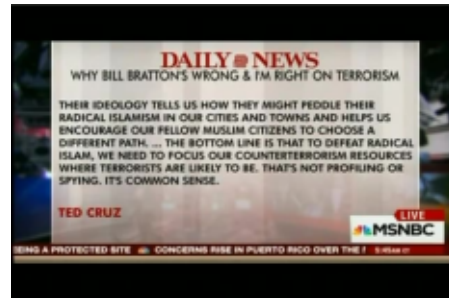 DAILY NEWS
WHY BILL BRATTON'S WRONG & I'M RIGHT ON TERRORISM
THEIR IDEOLOGY TELLS US HOW THEY MIGHT PEDDLE THEIR
RADICAL ISLAMISM IN OUR CITIES AND TOWNS AND HELPS US
ENCOURAGE OUR FELLOW MUSLIM CITIZENS TO CHOOSE A
DIFFERENT PATH. ... THE BOTTOM LINE IS THAT TO DEFEAT RADICAL
ISLAM, WE NEED TO FOCUS OUR COUNTERTERRORISM RESOURCES
WHERE TERRORISTS ARE LIKELY TO BE. THAT'S NOT PROFILING OR
SPYING. IT'S COMMON SENSE.
TED CRUZ
LIVE
MSNBC
BEING A PROTECTED SITE CONCERNS RISE IN PUERTO RICO OVER THE